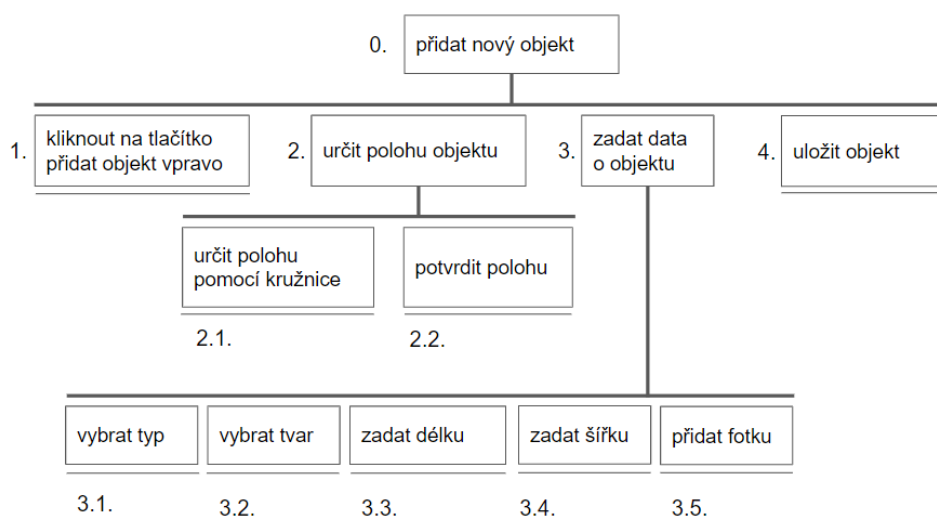 0. přidat nový objekt
1. kliknout na tlačítko
přidat objekt vpravo
2. určit polohu objektu
3. zadat data
o objektu
4. uložit objekt
určit polohu
pomocí kružnice
2.1.
potvrdit polohu
2.2.
vybrat typ
3.1.
vybrat tvar
3.2.
zadat délku
3.3.
zadat šířku
3.4.
přidat fotku
3.5.